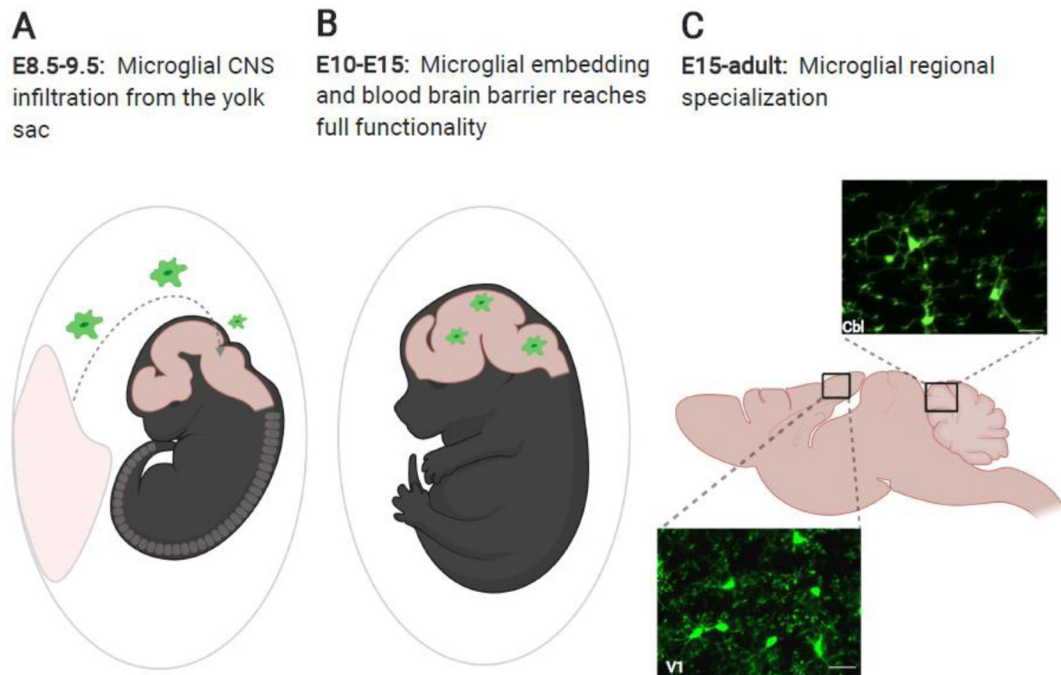 A
E8.5-9.5: Microglial CNS
infiltration from the yolk
sac
B
E10-E15: Microglial embedding
and blood brain barrier reaches
full functionality
C
E15-adult: Microglial regional
specialization
Cbl
V1